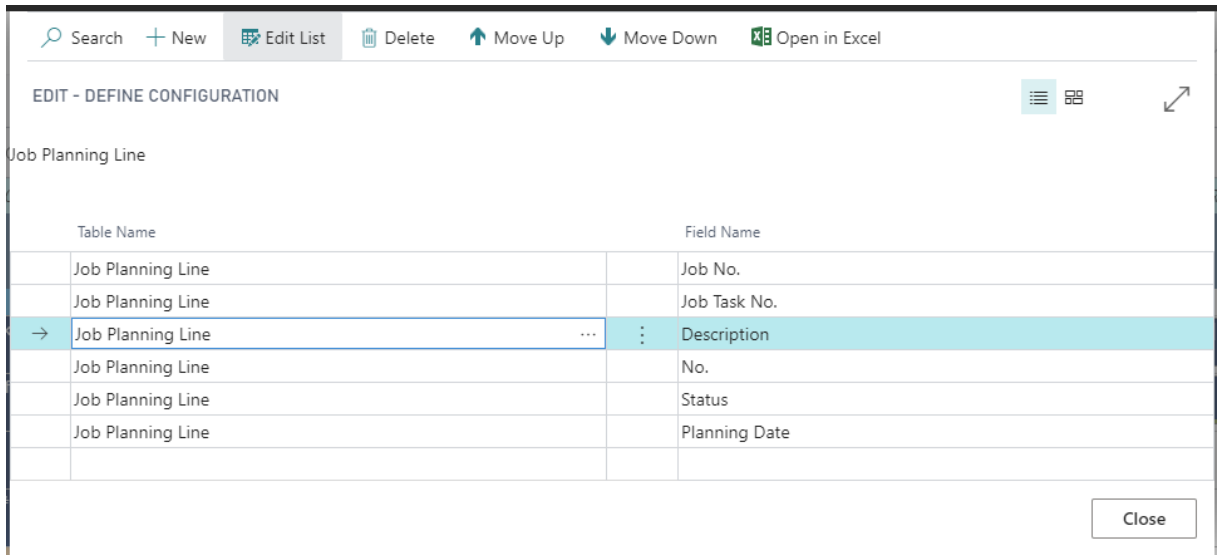 Search New Edit List Delete Move Up Move Down Open in Excel
EDIT - DEFINE CONFIGURATION
Job Planning Line
Table Name Field Name
Job Planning Line Job No.
Job Planning Line Job Task No.
Job Planning Line ... Description
Job Planning Line No.
Job Planning Line Status
Job Planning Line Planning Date
Close